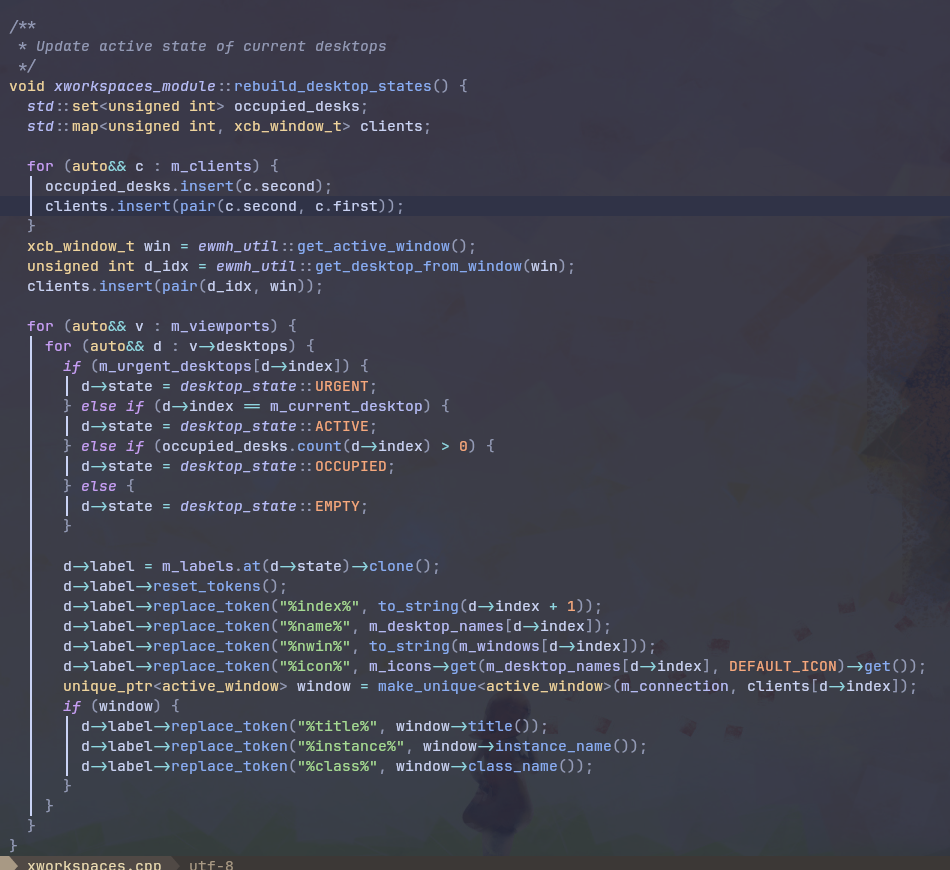 /**
 * Update active state of current desktops
 */
void xworkspaces_module::rebuild_desktop_states() {
  std::set<unsigned int> occupied_desks;
  std::map<unsigned int, xcb_window_t> clients;

  for (auto&& c : m_clients) {
    occupied_desks.insert(c.second);
    clients.insert(pair(c.second, c.first));
  }
  xcb_window_t win = ewmh_util::get_active_window();
  unsigned int d_idx = ewmh_util::get_desktop_from_window(win);
  clients.insert(pair(d_idx, win));

  for (auto&& v : m_viewports) {
    for (auto&& d : v->desktops) {
      if (m_urgent_desktops[d->index]) {
        d->state = desktop_state::URGENT;
      } else if (d->index == m_current_desktop) {
        d->state = desktop_state::ACTIVE;
      } else if (occupied_desks.count(d->index) > 0) {
        d->state = desktop_state::OCCUPIED;
      } else {
        d->state = desktop_state::EMPTY;
      }

      d->label = m_labels.at(d->state)->clone();
      d->label->reset_tokens();
      d->label->replace_token("%index%", to_string(d->index + 1));
      d->label->replace_token("%name%", m_desktop_names[d->index]);
      d->label->replace_token("%nwin%", to_string(m_windows[d->index]));
      d->label->replace_token("%icon%", m_icons->get(m_desktop_names[d->index], DEFAULT_ICON)->get());
      unique_ptr<active_window> window = make_unique<active_window>(m_connection, clients[d->index]);
      if (window) {
        d->label->replace_token("%title%", window->title());
        d->label->replace_token("%instance%", window->instance_name());
        d->label->replace_token("%class%", window->class_name());
      }
    }
  }
}
xworkspaces.cpp utf-8